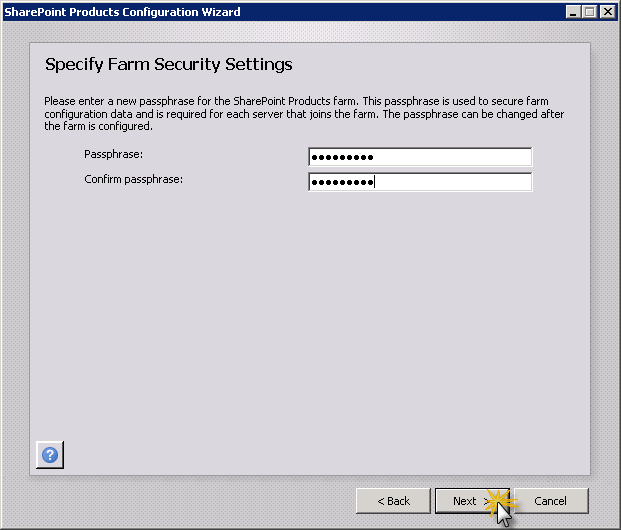 SharePoint Products Configuration Wizard
Specify Farm Security Settings
Please enter a new passphrase for the SharePoint Products farm. This passphrase is used to secure farm
configuration data and is required for each server that joins the farm. The passphrase can be changed after
the farm is configured.
Passphrase: ●●●●●●●●●
Confirm passphrase: ●●●●●●●●●
?
< Back Next > Cancel